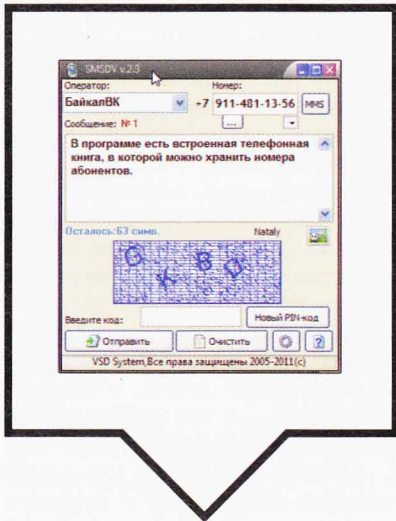 SMSDV v.2.3
Оператор: Номер:
БайкалВК +7 911-481-13-56 MMS
Сообщение: № 1 ...
В программе есть встроенная телефонная
книга, в которой можно хранить номера
абонентов.
Осталось:63 симв. Nataly
G K B D
Введите код: Новый PIN-код
Отправить Очистить ?
VSD System,Все права защищены 2005-2011(c)